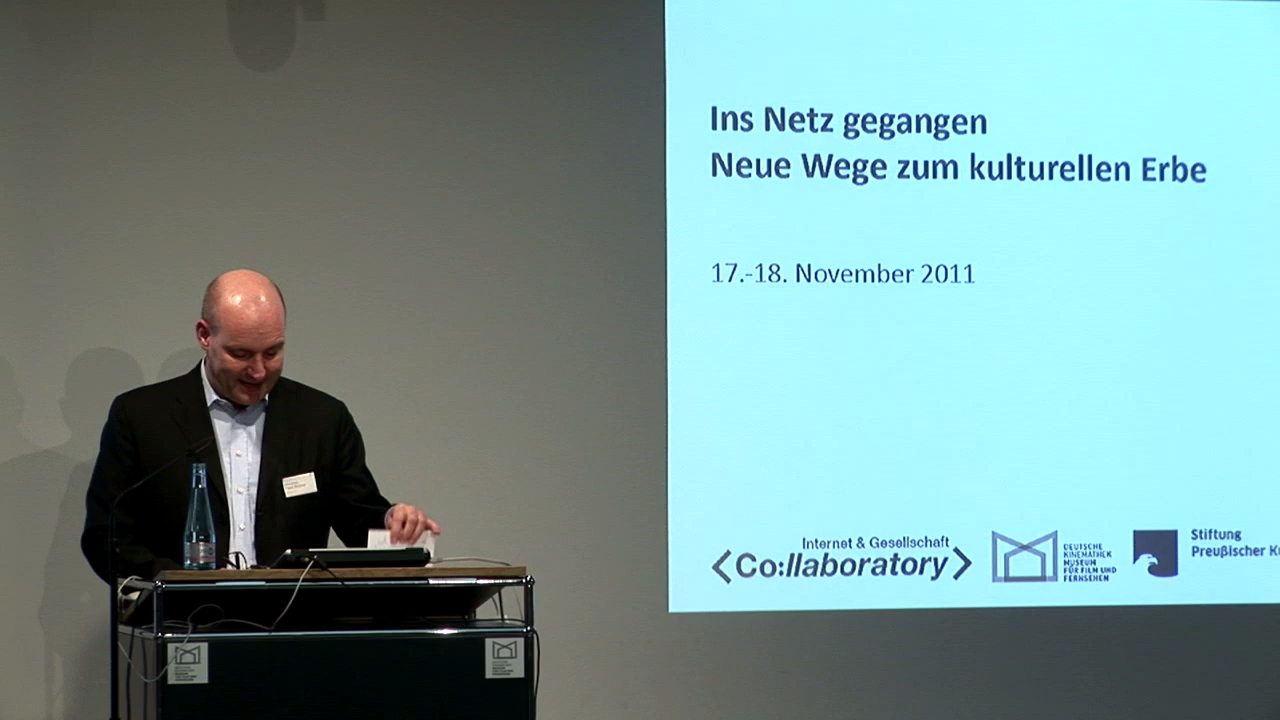 Ins Netz gegangen
Neue Wege zum kulturellen Erbe
17.-18. November 2011
Internet & Gesellschaft
<Co:llaboratory>
DEUTSCHE
KINEMATHEK
MUSEUM
FÜR FILM UND
FERNSEHEN
Stiftung
Preußischer Ku